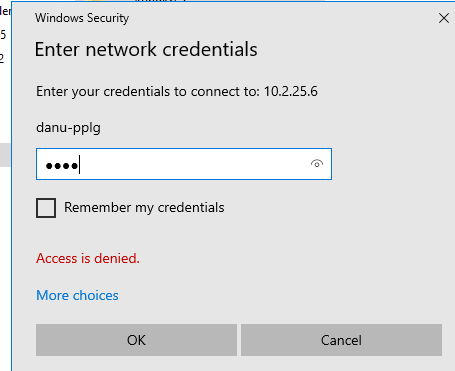 Windows Security
Enter network credentials
Enter your credentials to connect to: 10.2.25.6
danu-pplg
••••
Remember my credentials
Access is denied.
More choices
OK
Cancel